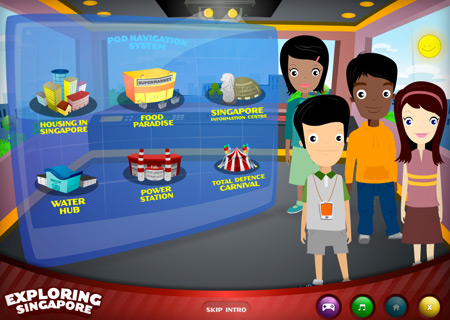 POD NAVIGATION
SYSTEM
SUPERMARKET
HOUSING IN
SINGAPORE
FOOD
PARADISE
SINGAPORE
INFORMATION CENTRE
WATER
HUB
POWER
STATION
TOTAL DEFENCE
CARNIVAL
EXPLORING
SINGAPORE
SKIP INTRO